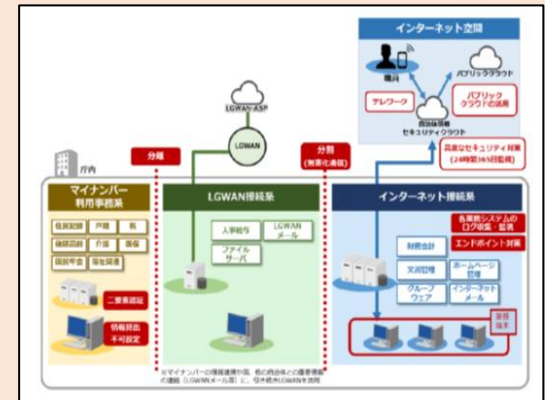 インターネット空間
職員
パブリッククラウド
テレワーク
パブリック
クラウドの活用
自治体情報
セキュリティクラウド
LGWAN-ASP
LGWAN
高度なセキュリティ対策
(24時間365日監視)
庁内
分離
分割
(無害化通信)
マイナンバー
利用事務系
LGWAN接続系
インターネット接続系
住民記録
戸籍
税
介護
国民年金
福祉関連
人事給与
LGWAN
メール
ファイル
サーバ
各業務システムの
ログ収集・監視
エンドポイント対策
財務会計
文書管理
ホームページ
管理
グループ
ウェア
インターネット
メール
二要素認証
情報持出
不可設定
業務
端末